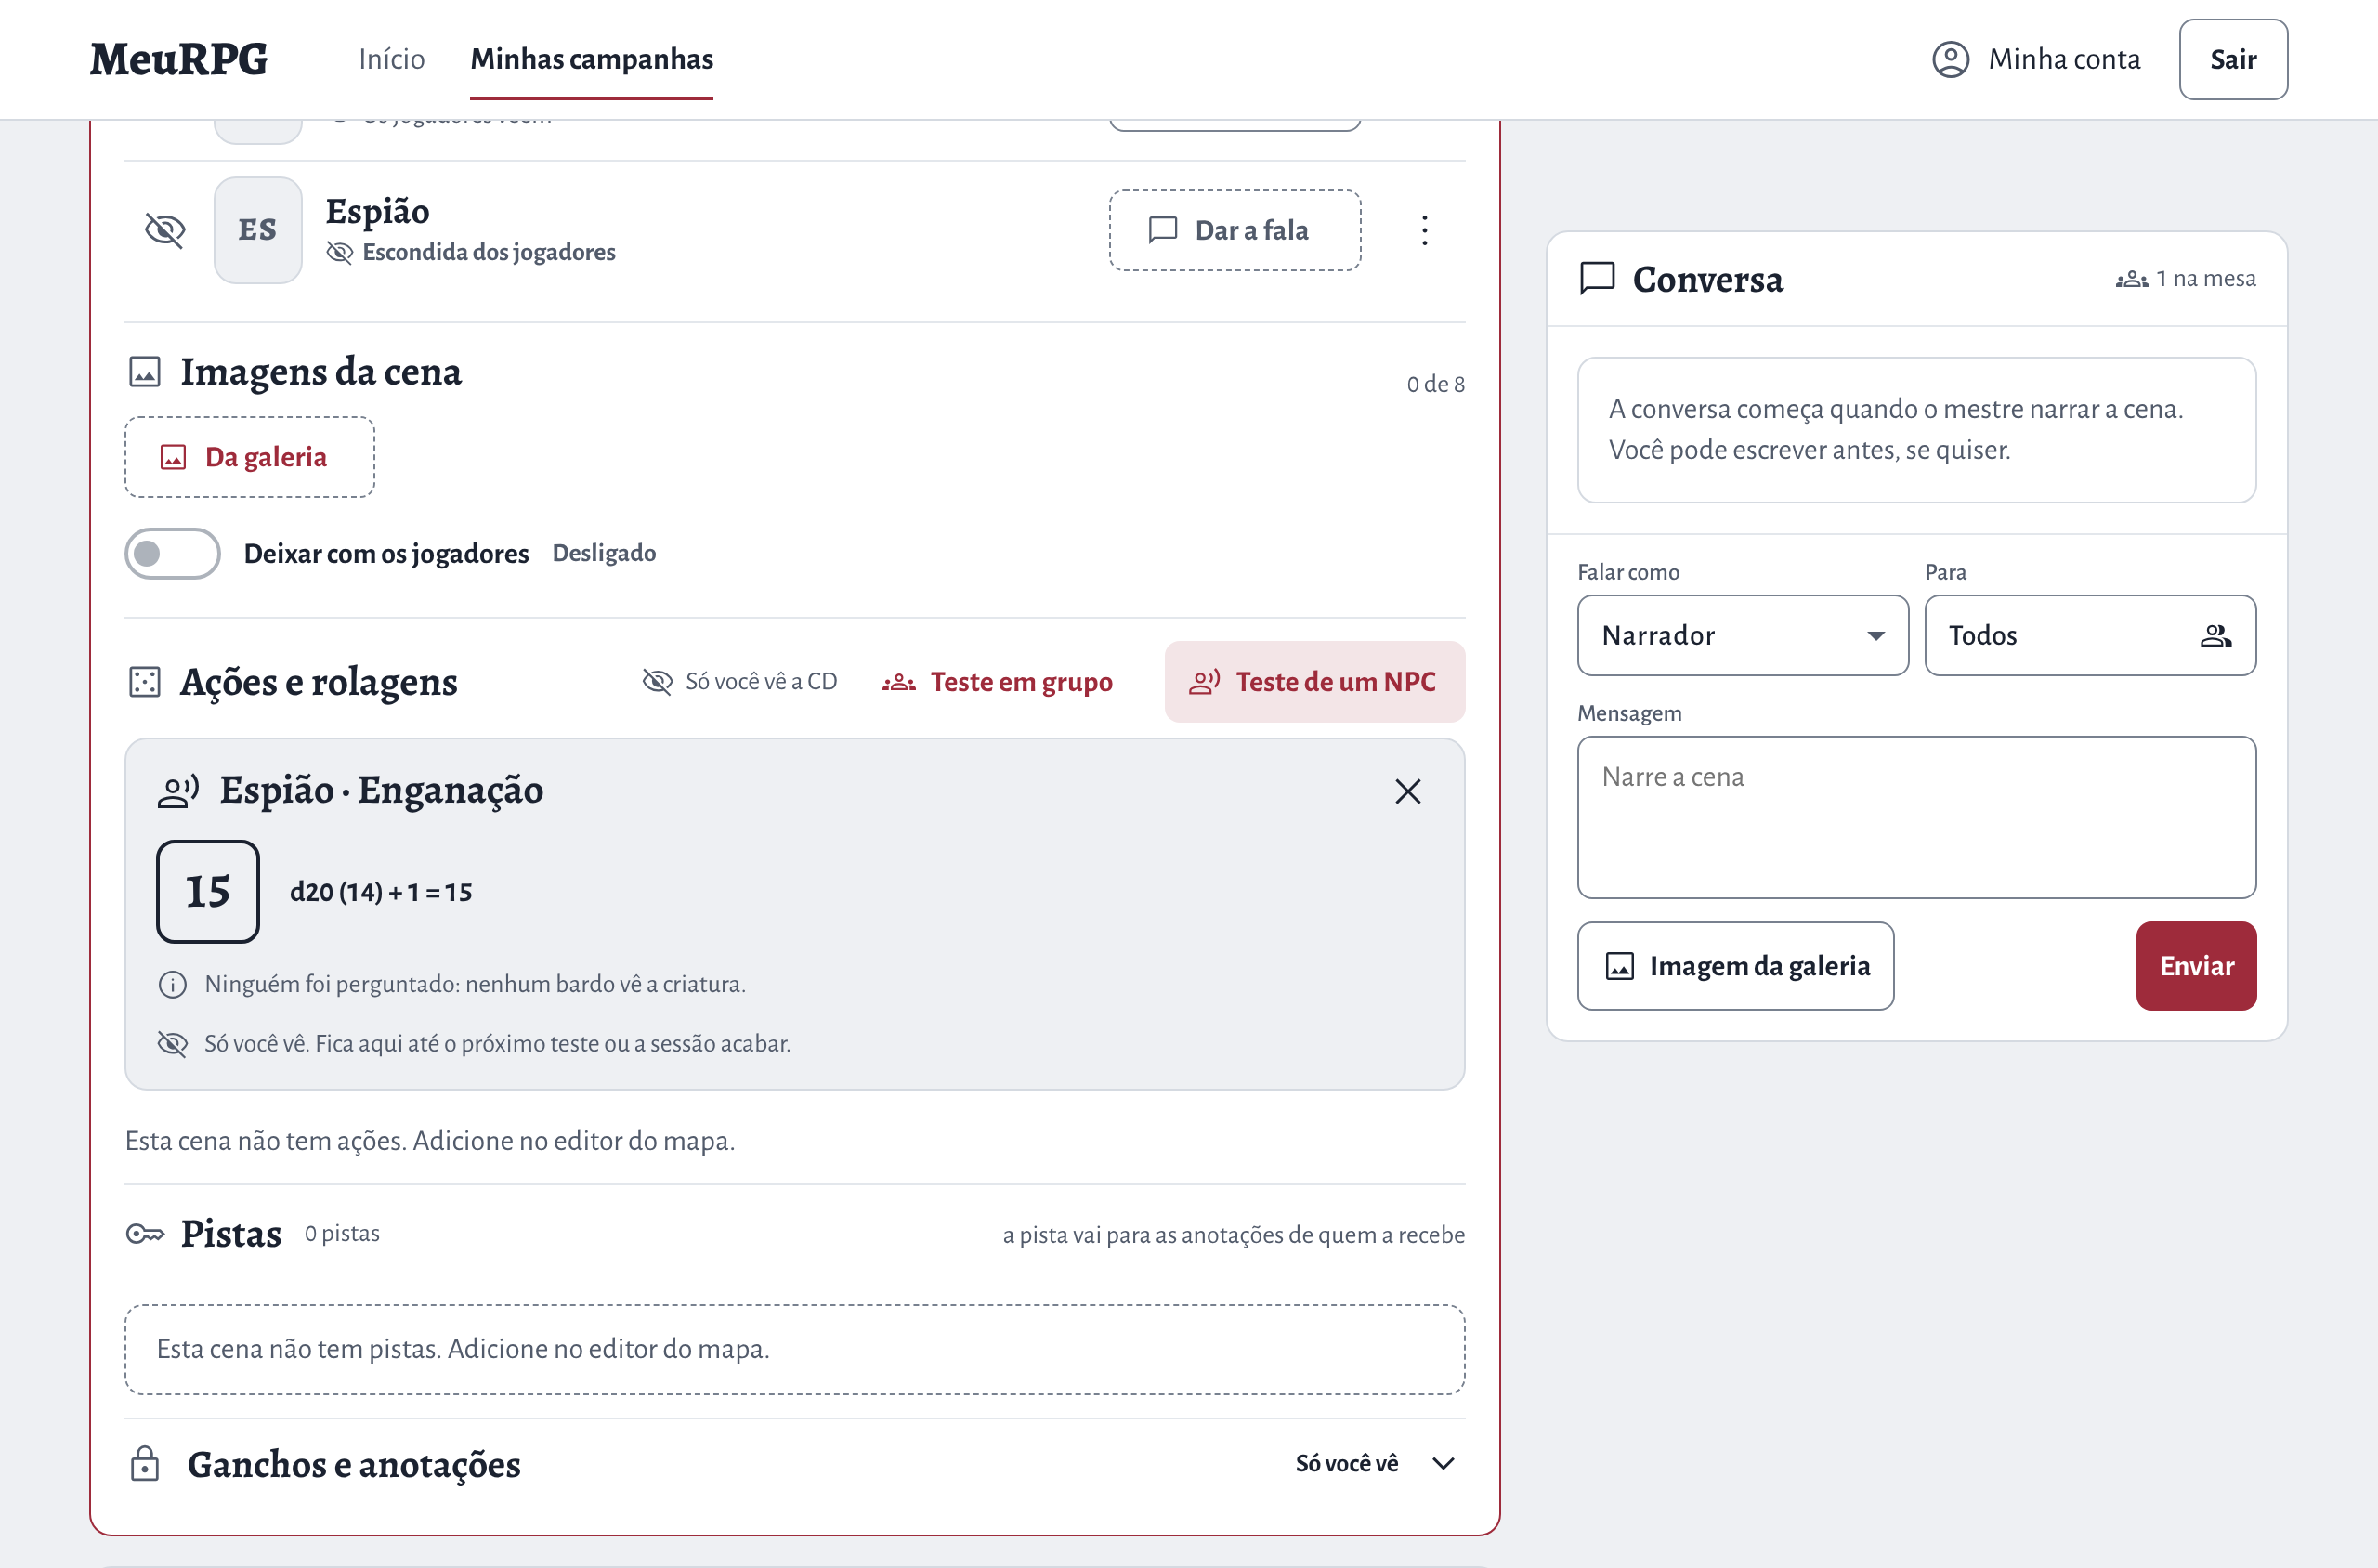 MeuRPG
Início
Minhas campanhas
Minha conta
Sair
ES
Espião
Escondida dos jogadores
Dar a fala
Imagens da cena
0 de 8
Da galeria
Deixar com os jogadores
Desligado
Ações e rolagens
Só você vê a CD
Teste em grupo
Teste de um NPC
Espião · Enganação
15
d20 (14) + 1 = 15
Ninguém foi perguntado: nenhum bardo vê a criatura.
Só você vê. Fica aqui até o próximo teste ou a sessão acabar.
Esta cena não tem ações. Adicione no editor do mapa.
Pistas
0 pistas
a pista vai para as anotações de quem a recebe
Esta cena não tem pistas. Adicione no editor do mapa.
Ganchos e anotações
Só você vê
Conversa
1 na mesa
A conversa começa quando o mestre narrar a cena.
Você pode escrever antes, se quiser.
Falar como
Para
Narrador
Todos
Mensagem
Narre a cena
Imagem da galeria
Enviar